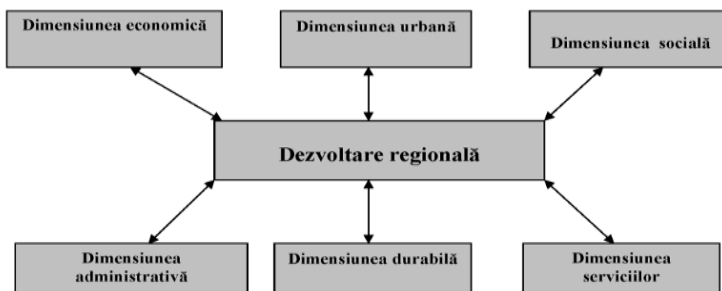 Dimensiunea economică
Dimensiunea urbană
Dimensiunea socială
Dezvoltare regională
Dimensiunea
administrativă
Dimensiunea durabilă
Dimensiunea
serviciilor